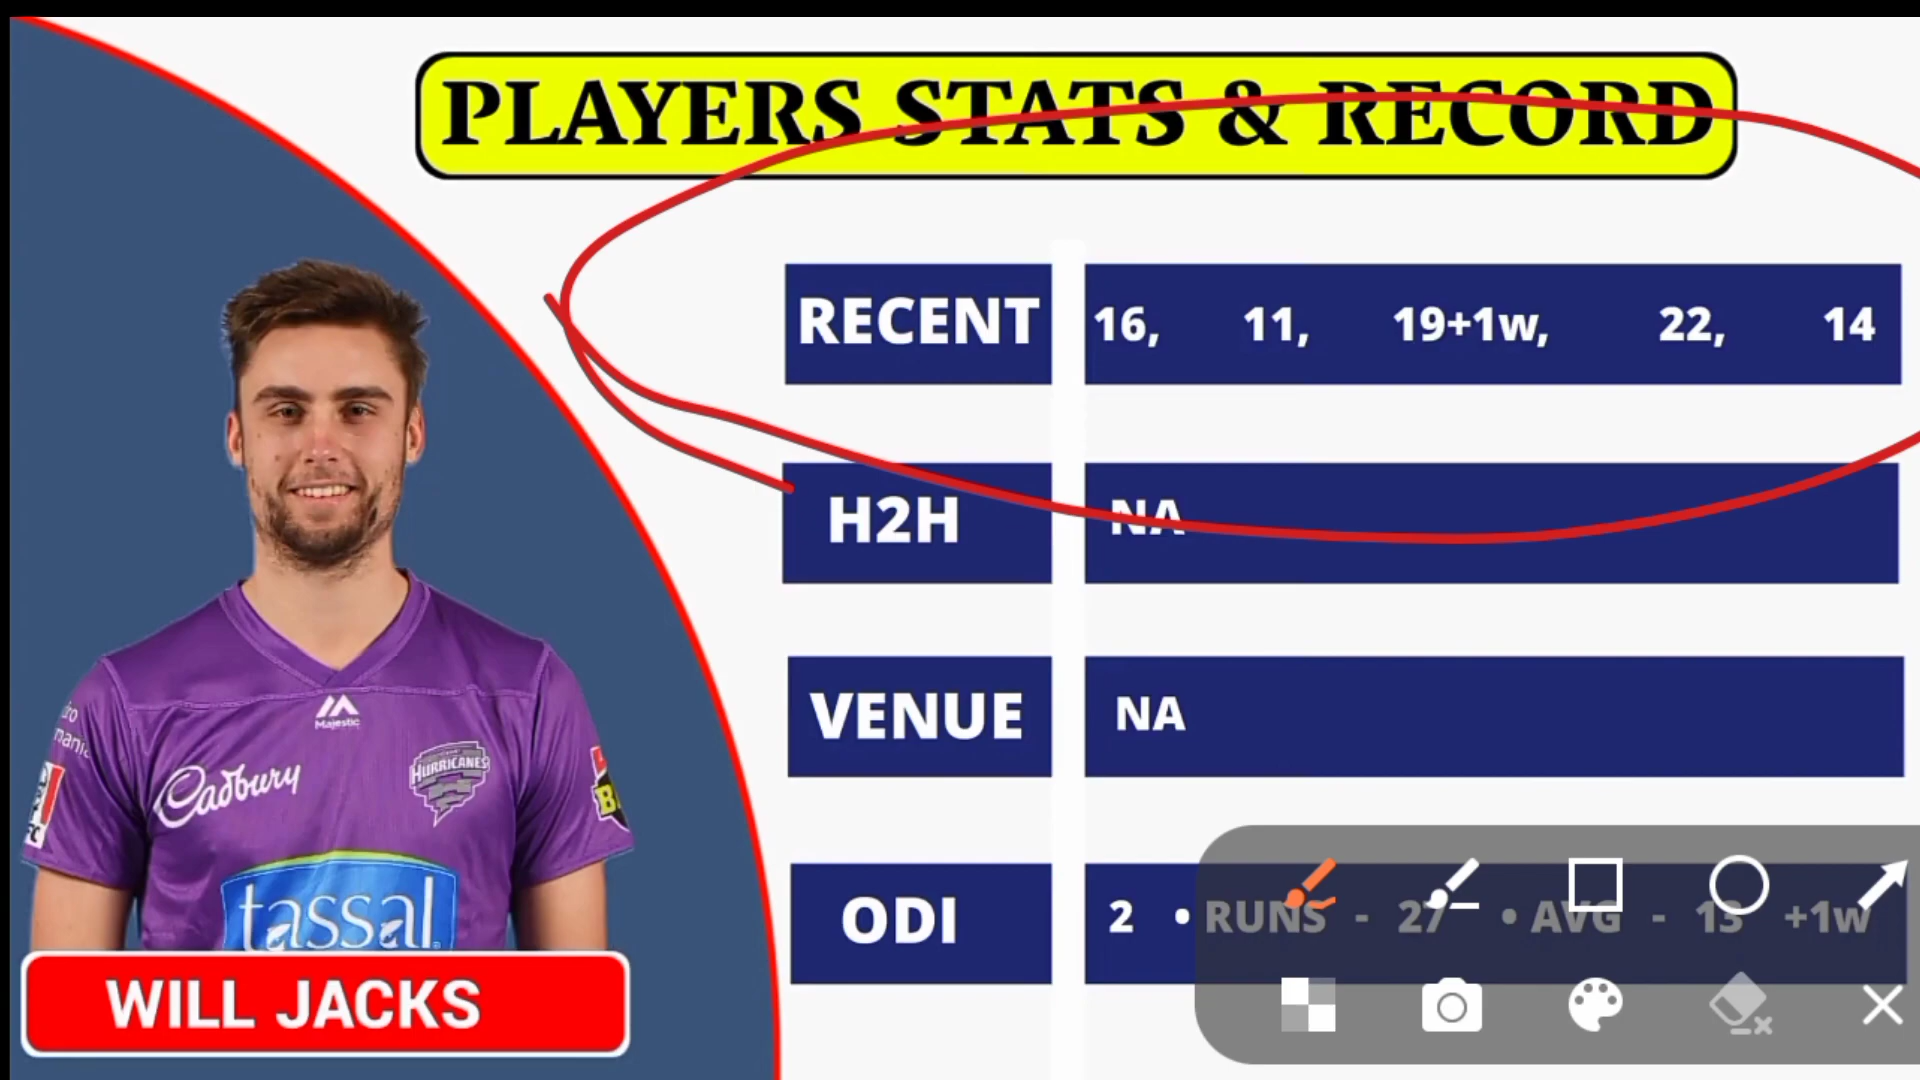 PLAYERS STATS & RECORD
RECENT 16, 11, 19+1w, 22, 14
H2H NA
VENUE NA
ODI 2 • RUNS - 27 • AVG - 13 +1w
Majestic
Cadbury
HURRICANES
tassal
WILL JACKS